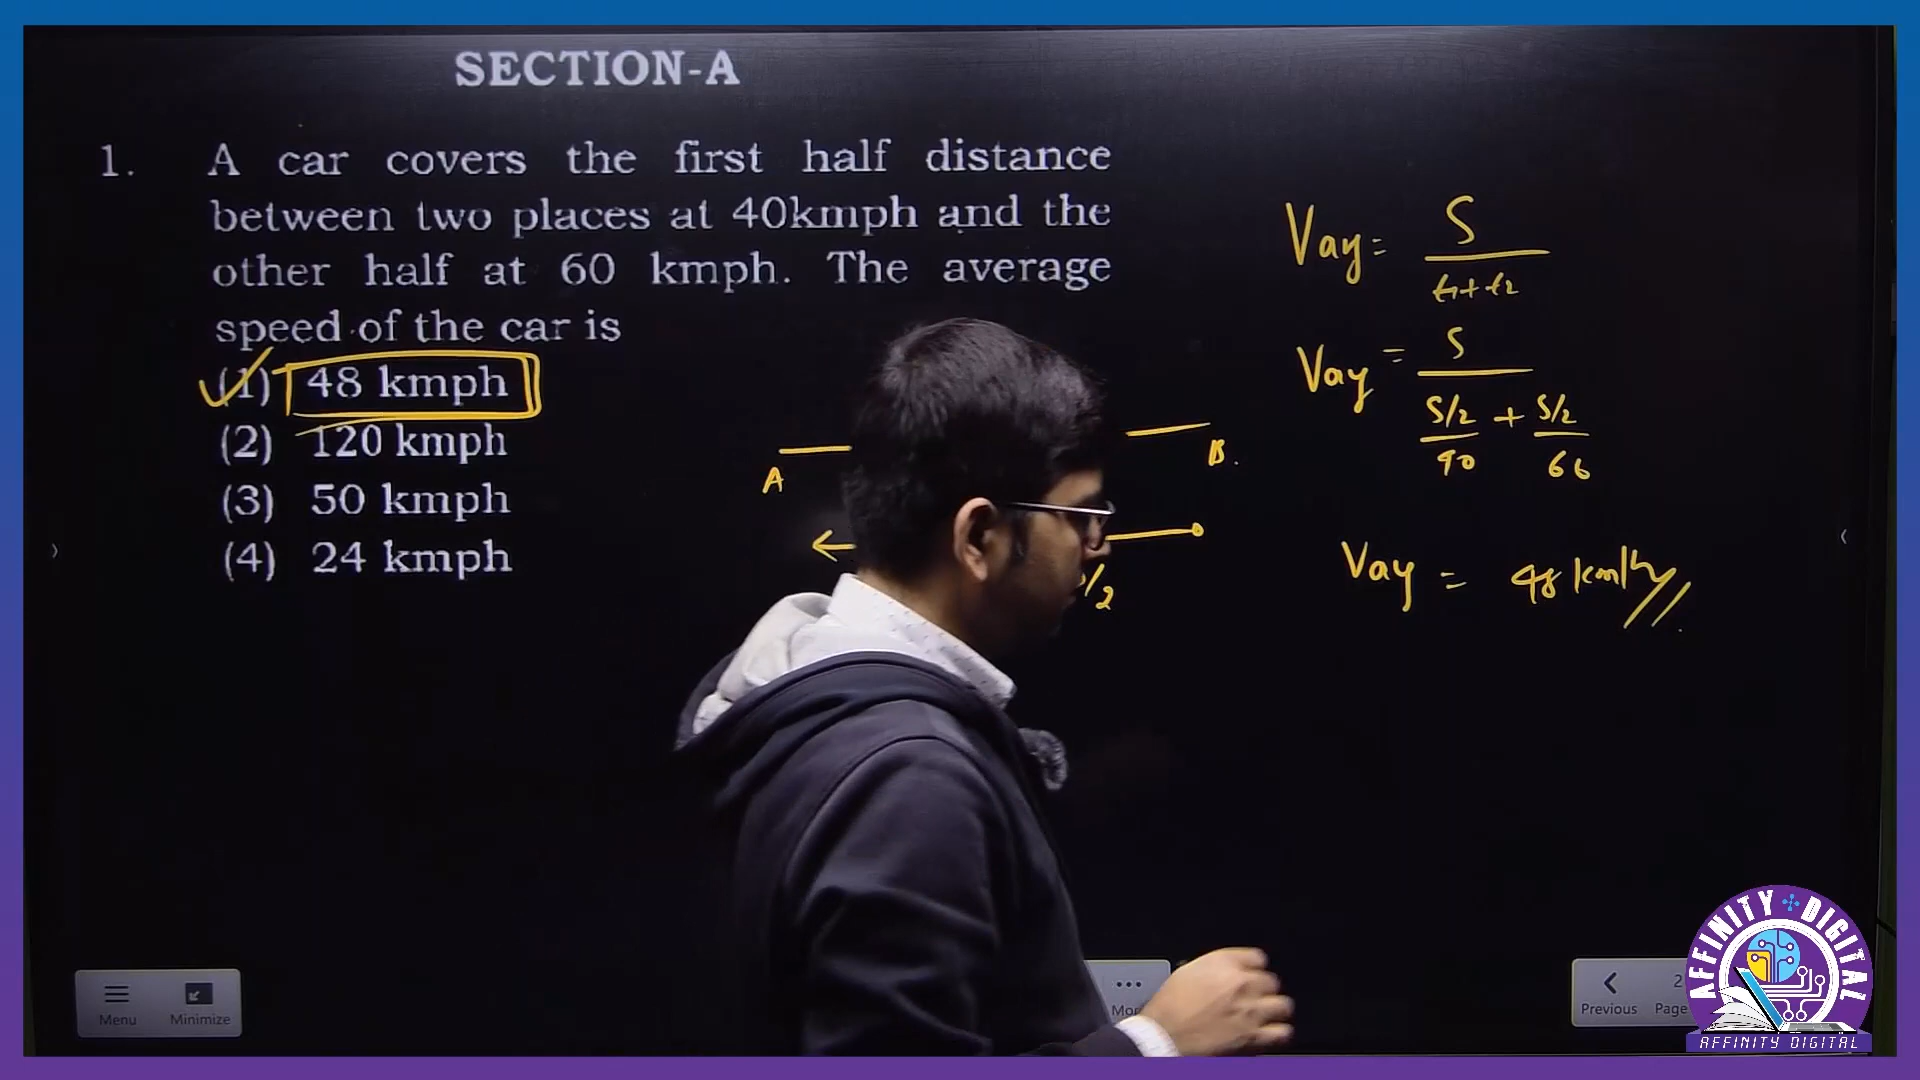 SECTION-A
1. A car covers the first half distance
between two places at 40kmph and the
other half at 60 kmph. The average
speed of the car is
(1) 48 kmph
(2) 120 kmph
(3) 50 kmph
(4) 24 kmph
A
B.
/2
Vay = S
t1+t2
Vay = S
S/2 + S/2
40 60
Vay = 48 km/h
Menu
Minimize
Previous
Page
2
AFFINITY DIGITAL
AFFINITY DIGITAL